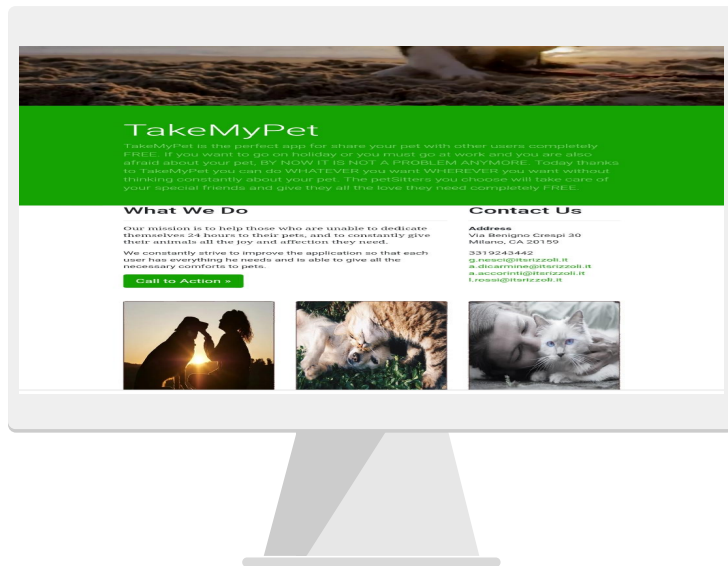 TakeMyPet
TakeMyPet is the perfect app for share your pet with other users completely
FREE. If you want to go on holiday or you must go at work and you are also
afraid about your pet, BY NOW IT IS NOT A PROBLEM ANYMORE. Today thanks
to TakeMyPet you can do WHATEVER you want WHEREVER you want without
thinking constantly about your pet. The petSitters you choose will take care of
your special friends and give they all the love they need completely FREE.
What We Do
Our mission is to help those who are unable to dedicate
themselves 24 hours to their pets, and to constantly give
their animals all the joy and affection they need.
We constantly strive to improve the application so that each
user has everything he needs and is able to give all the
necessary comforts to pets.
Call to Action »
Contact Us
Address
Via Benigno Crespi 30
Milano, CA 20159
3319243442
g.riesci@itsrizzoli.it
a.dicarmine@itsrizzoli.it
a.accorinti@itsrizzoli.it
l.rossi@itsrizzoli.it